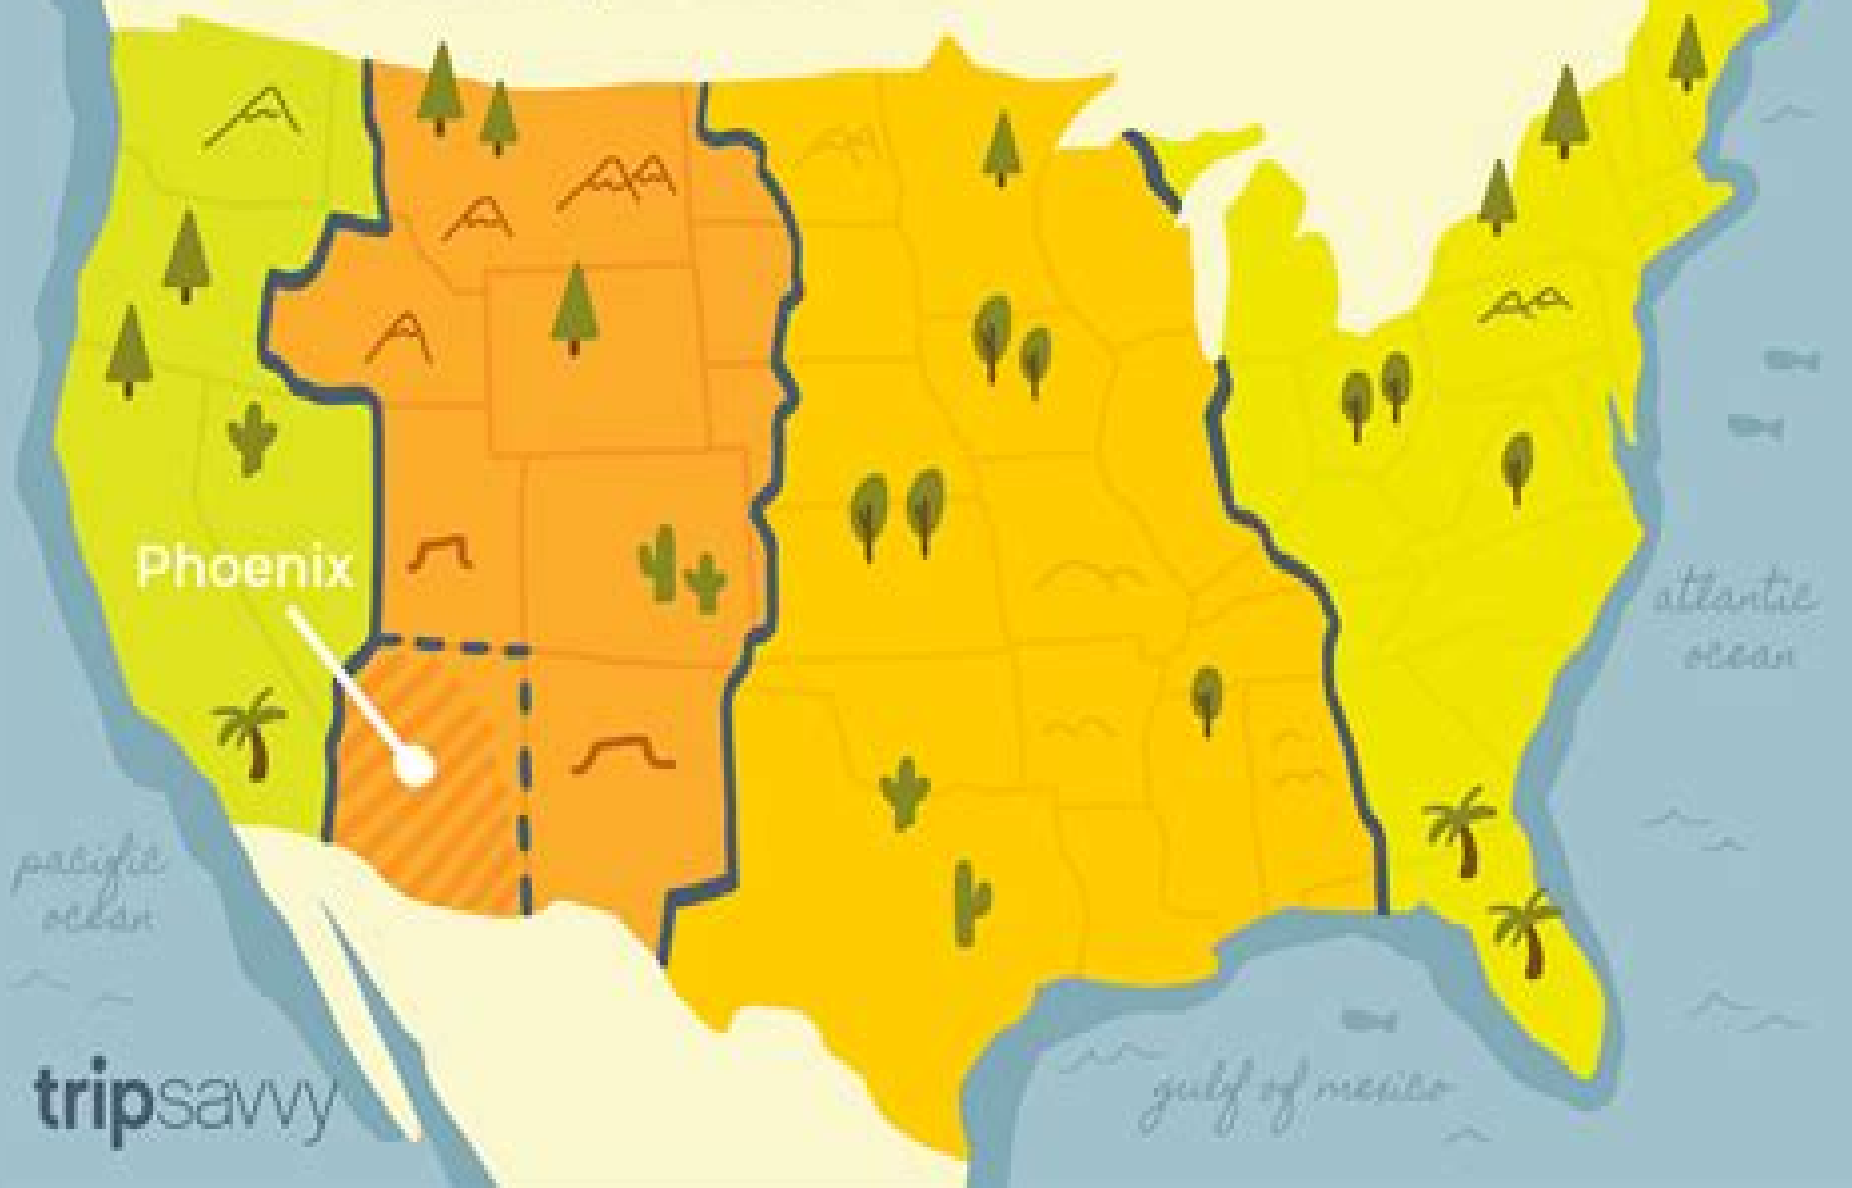 Phoenix
atlantic
ocean
pacific
ocean
gulf of mexico
tripsavvy